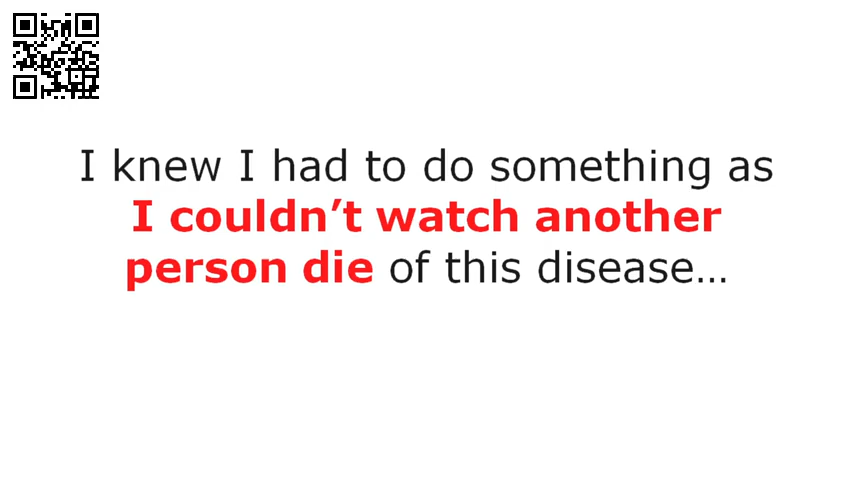 I knew I had to do something as
I couldn’t watch another
person die of this disease…